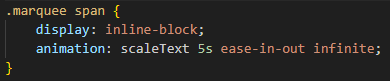 .marquee span {
    display: inline-block;
    animation: scaleText 5s ease-in-out infinite;
}